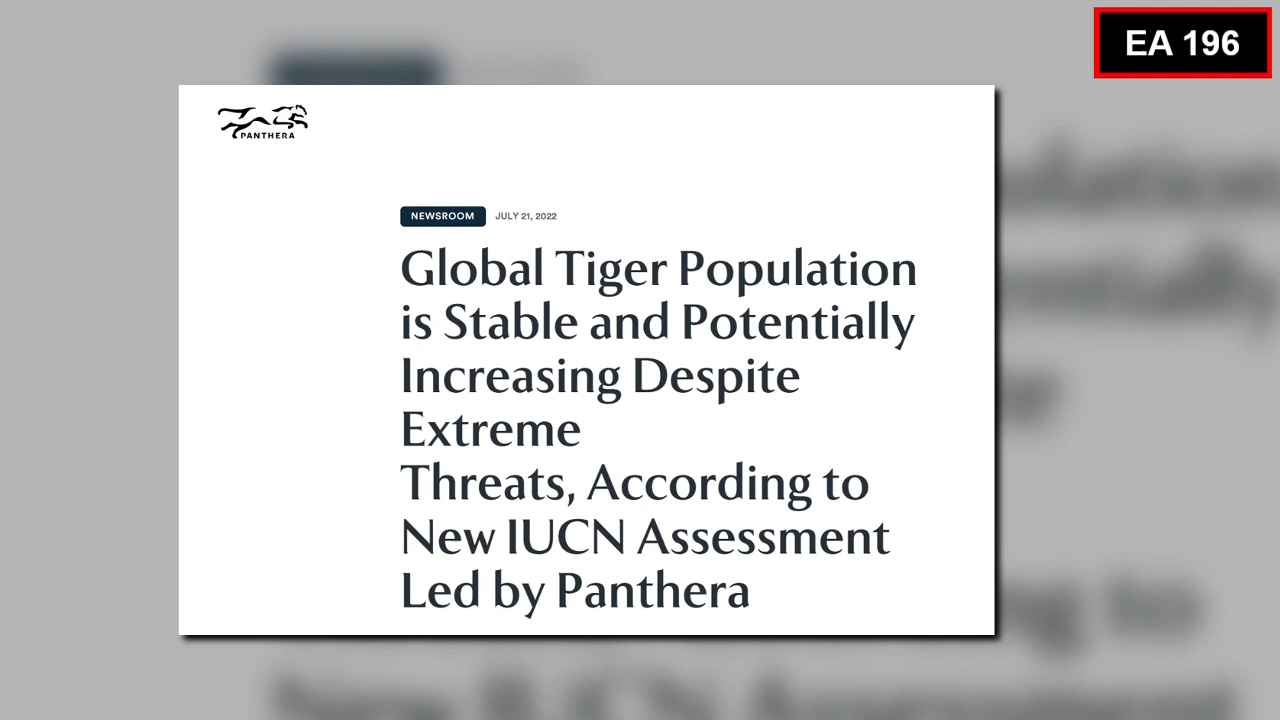 EA 196
PANTHERA
NEWSROOM JULY 21, 2022
Global Tiger Population
is Stable and Potentially
Increasing Despite
Extreme
Threats, According to
New IUCN Assessment
Led by Panthera